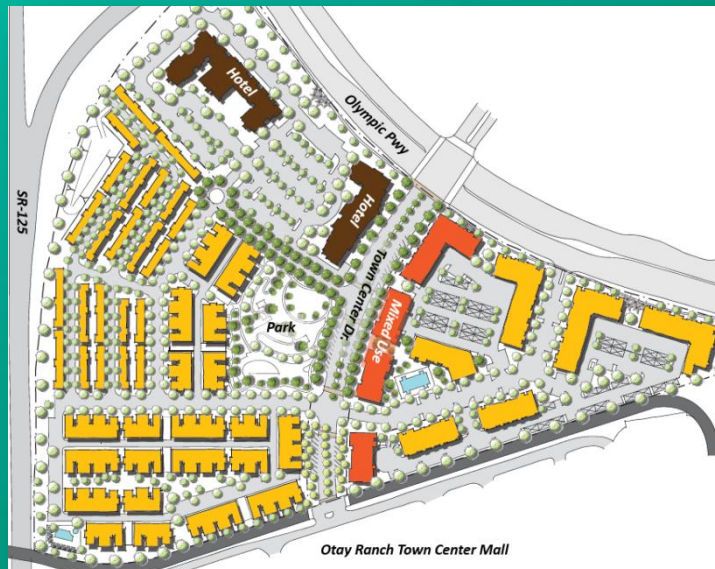 Hotel
Olympic Pwy
SR-125
Hotel
Town Center Dr.
Mixed Use
Park
Otay Ranch Town Center Mall